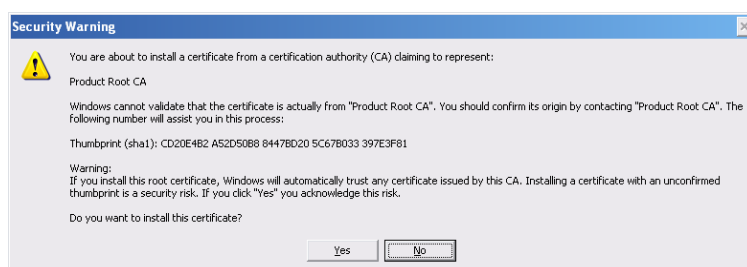 Security Warning
You are about to install a certificate from a certification authority (CA) claiming to represent:
Product Root CA
Windows cannot validate that the certificate is actually from "Product Root CA". You should confirm its origin by contacting "Product Root CA". The
following number will assist you in this process:
Thumbprint (sha1): CD20E4B2 A52D50B8 8447BD20 5C67B033 397E3F81
Warning:
If you install this root certificate, Windows will automatically trust any certificate issued by this CA. Installing a certificate with an unconfirmed
thumbprint is a security risk. If you click "Yes" you acknowledge this risk.
Do you want to install this certificate?
Yes No